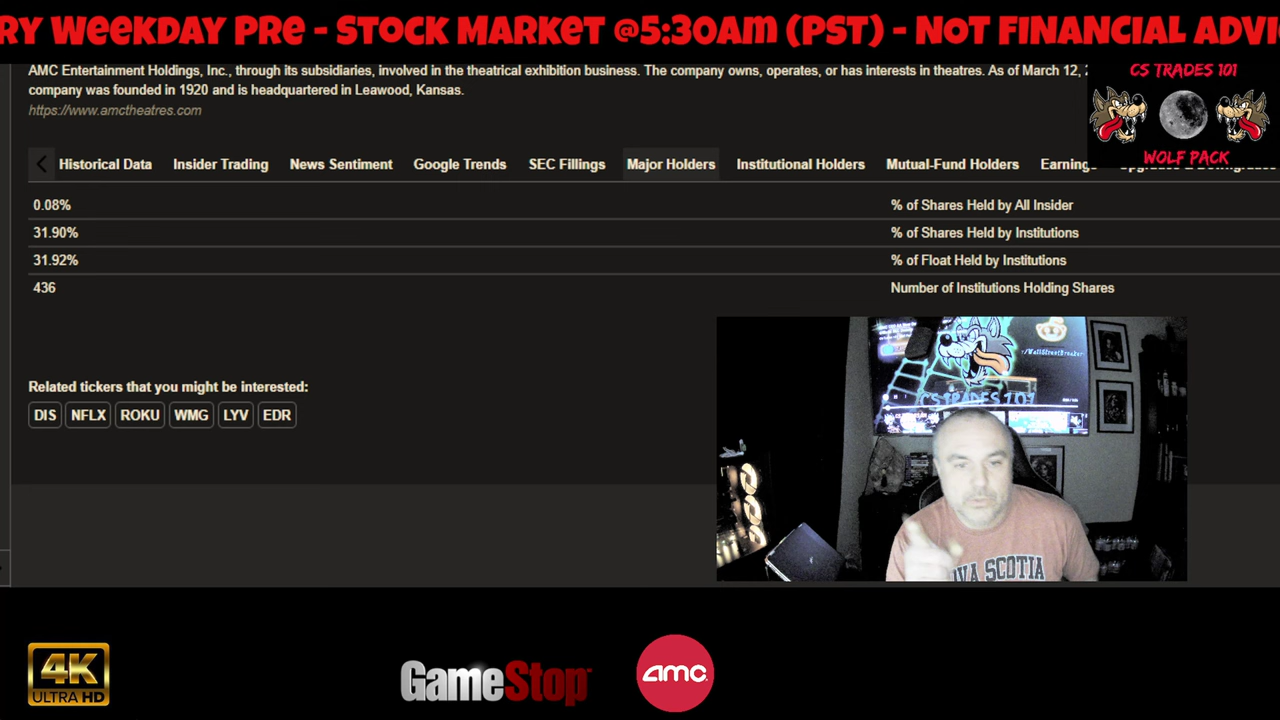 RY WEEKDAY PRE - STOCK MARKET @5:30AM (PST) - NOT FINANCIAL ADVI
AMC Entertainment Holdings, Inc., through its subsidiaries, involved in the theatrical exhibition business. The company owns, operates, or has interests in theatres. As of March 12,
company was founded in 1920 and is headquartered in Leawood, Kansas.
https://www.amctheatres.com
CS TRADES 101
WOLF PACK
Historical Data Insider Trading News Sentiment Google Trends SEC Fillings Major Holders Institutional Holders Mutual-Fund Holders Earnings
0.08% % of Shares Held by All Insider
31.90% % of Shares Held by Institutions
31.92% % of Float Held by Institutions
436 Number of Institutions Holding Shares
Related tickers that you might be interested:
DIS NFLX ROKU WMG LYV EDR
r/WallStreetBreaker
CS TRADES 101
OVA SCOTIA
4K
ULTRA HD
GameStop
amc